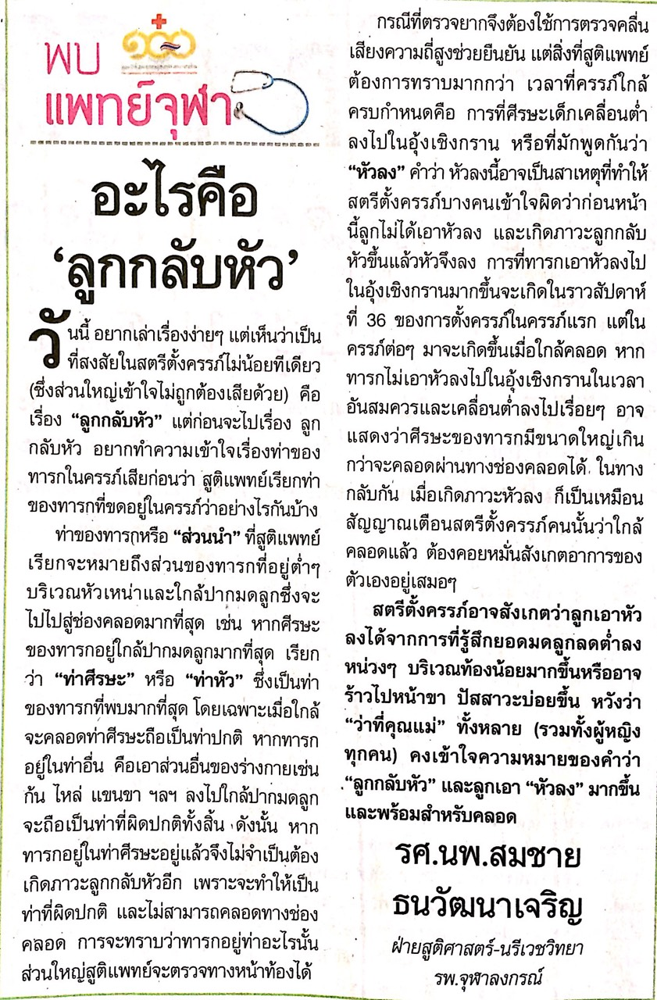 พบ
แพทย์จุฬา
อะไรคือ
‘ลูกกลับหัว’
วันนี้ อยากเล่าเรื่องง่ายๆ แต่เห็นว่าเป็น
ที่สงสัยในสตรีตั้งครรภ์ไม่น้อยทีเดียว
(ซึ่งส่วนใหญ่เข้าใจไม่ถูกต้องเสียด้วย) คือ
เรื่อง “ลูกกลับหัว” แต่ก่อนจะไปเรื่อง ลูก
กลับหัว อยากทำความเข้าใจเรื่องท่าของ
ทารกในครรภ์เสียก่อนว่า สูติแพทย์เรียกท่า
ของทารกที่ขดอยู่ในครรภ์ว่าอย่างไรกันบ้าง
ท่าของทารกหรือ “ส่วนนำ” ที่สูติแพทย์
เรียกจะหมายถึงส่วนของทารกที่อยู่ต่ำๆ
บริเวณหัวเหน่าและใกล้ปากมดลูกซึ่งจะ
ไปไปสู่ช่องคลอดมากที่สุด เช่น หากศีรษะ
ของทารกอยู่ใกล้ปากมดลูกมากที่สุด เรียก
ว่า “ท่าศีรษะ” หรือ “ท่าหัว” ซึ่งเป็นท่า
ของทารกที่พบมากที่สุด โดยเฉพาะเมื่อใกล้
จะคลอดท่าศีรษะถือเป็นท่าปกติ หากทารก
อยู่ในท่าอื่น คือเอาส่วนอื่นของร่างกายเช่น
ก้น ไหล่ แขนขา ฯลฯ ลงไปใกล้ปากมดลูก
จะถือเป็นท่าที่ผิดปกติทั้งสิ้น ดังนั้น หาก
ทารกอยู่ในท่าศีรษะอยู่แล้วจึงไม่จำเป็นต้อง
เกิดภาวะลูกกลับหัวอีก เพราะจะทำให้เป็น
ท่าที่ผิดปกติ และไม่สามารถคลอดทางช่อง
คลอด การจะทราบว่าทารกอยู่ท่าอะไรนั้น
ส่วนใหญ่สูติแพทย์จะตรวจทางหน้าท้องได้
กรณีที่ตรวจยากจึงต้องใช้การตรวจคลื่น
เสียงความถี่สูงช่วยยืนยัน แต่สิ่งที่สูติแพทย์
ต้องการทราบมากกว่า เวลาที่ครรภ์ใกล้
ครบกำหนดคือ การที่ศีรษะเด็กเคลื่อนต่ำ
ลงไปในอุ้งเชิงกราน หรือที่มักพูดกันว่า
“หัวลง” คำว่า หัวลงนี้อาจเป็นสาเหตุที่ทำให้
สตรีตั้งครรภ์บางคนเข้าใจผิดว่าก่อนหน้า
นี้ลูกไม่ได้เอาหัวลง และเกิดภาวะลูกกลับ
หัวขึ้นแล้วหัวจึงลง การที่ทารกเอาหัวลงไป
ในอุ้งเชิงกรานมากขึ้นจะเกิดในราวสัปดาห์
ที่ 36 ของการตั้งครรภ์ในครรภ์แรก แต่ใน
ครรภ์ต่อๆ มาจะเกิดขึ้นเมื่อใกล้คลอด หาก
ทารกไม่เอาหัวลงไปในอุ้งเชิงกรานในเวลา
อันสมควรและเคลื่อนต่ำลงไปเรื่อยๆ อาจ
แสดงว่าศีรษะของทารกมีขนาดใหญ่เกิน
กว่าจะคลอดผ่านทางช่องคลอดได้ ในทาง
กลับกัน เมื่อเกิดภาวะหัวลง ก็เป็นเหมือน
สัญญาณเตือนสตรีตั้งครรภ์คนนั้นว่าใกล้
คลอดแล้ว ต้องคอยหมั่นสังเกตอาการของ
ตัวเองอยู่เสมอๆ
สตรีตั้งครรภ์อาจสังเกตว่าลูกเอาหัว
ลงได้จากการที่รู้สึกยอดมดลูกลดต่ำลง
หน่วงๆ บริเวณท้องน้อยมากขึ้นหรืออาจ
ร้าวไปหน้าขา ปัสสาวะบ่อยขึ้น หวังว่า
“ว่าที่คุณแม่” ทั้งหลาย (รวมทั้งผู้หญิง
ทุกคน) คงเข้าใจความหมายของคำว่า
“ลูกกลับหัว” และลูกเอา “หัวลง” มากขึ้น
และพร้อมสำหรับคลอด
รศ.นพ.สมชาย
ธนวัฒนาเจริญ
ฝ่ายสูติศาสตร์-นรีเวชวิทยา
รพ.จุฬาลงกรณ์